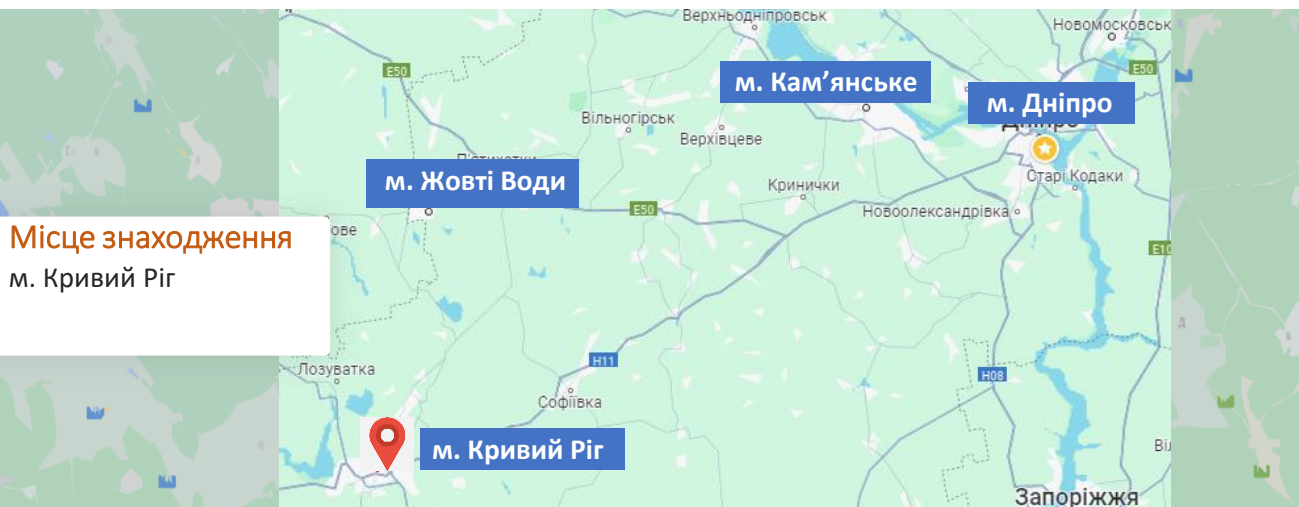 Верхньодніпровськ
Новомосковськ
E50
E50
м. Кам’янське
м. Дніпро
Вільногірськ
Верхівцеве
м. Жовті Води
Кринички
Старі Кодаки
E50
Новоолександрівка
Місце знаходження
м. Кривий Ріг
H11
Лозуватка
H08
Софіївка
м. Кривий Ріг
Запоріжжя